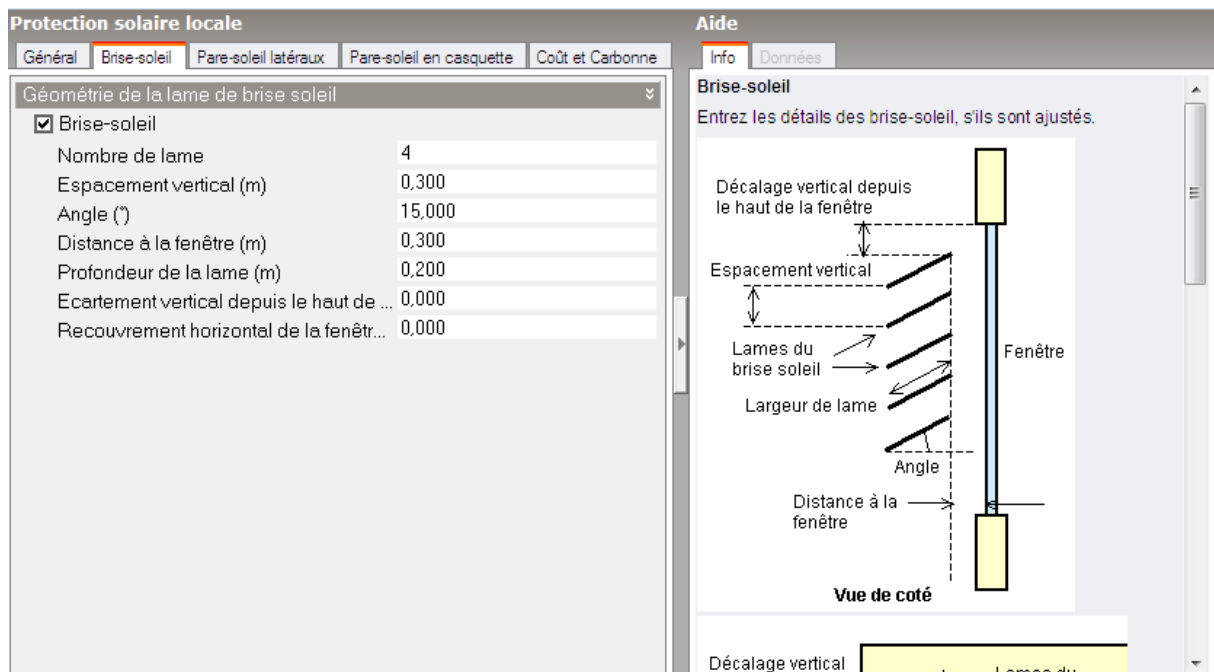 Protection solaire locale
Général Brise-soleil Pare-soleil latéraux Pare-soleil en casquette Coût et Carbonne
Géométrie de la lame de brise soleil
Brise-soleil
Nombre de lame 4
Espacement vertical (m) 0,300
Angle (°) 15,000
Distance à la fenêtre (m) 0,300
Profondeur de la lame (m) 0,200
Ecartement vertical depuis le haut de ... 0,000
Recouvrement horizontal de la fenêtr... 0,000
Aide
Info Données
Brise-soleil
Entrez les détails des brise-soleil, s'ils sont ajustés.
Décalage vertical depuis
le haut de la fenêtre
Espacement vertical
Lames du
brise soleil
Fenêtre
Largeur de lame
Angle
Distance à la
fenêtre
Vue de coté
Décalage vertical
Lames du